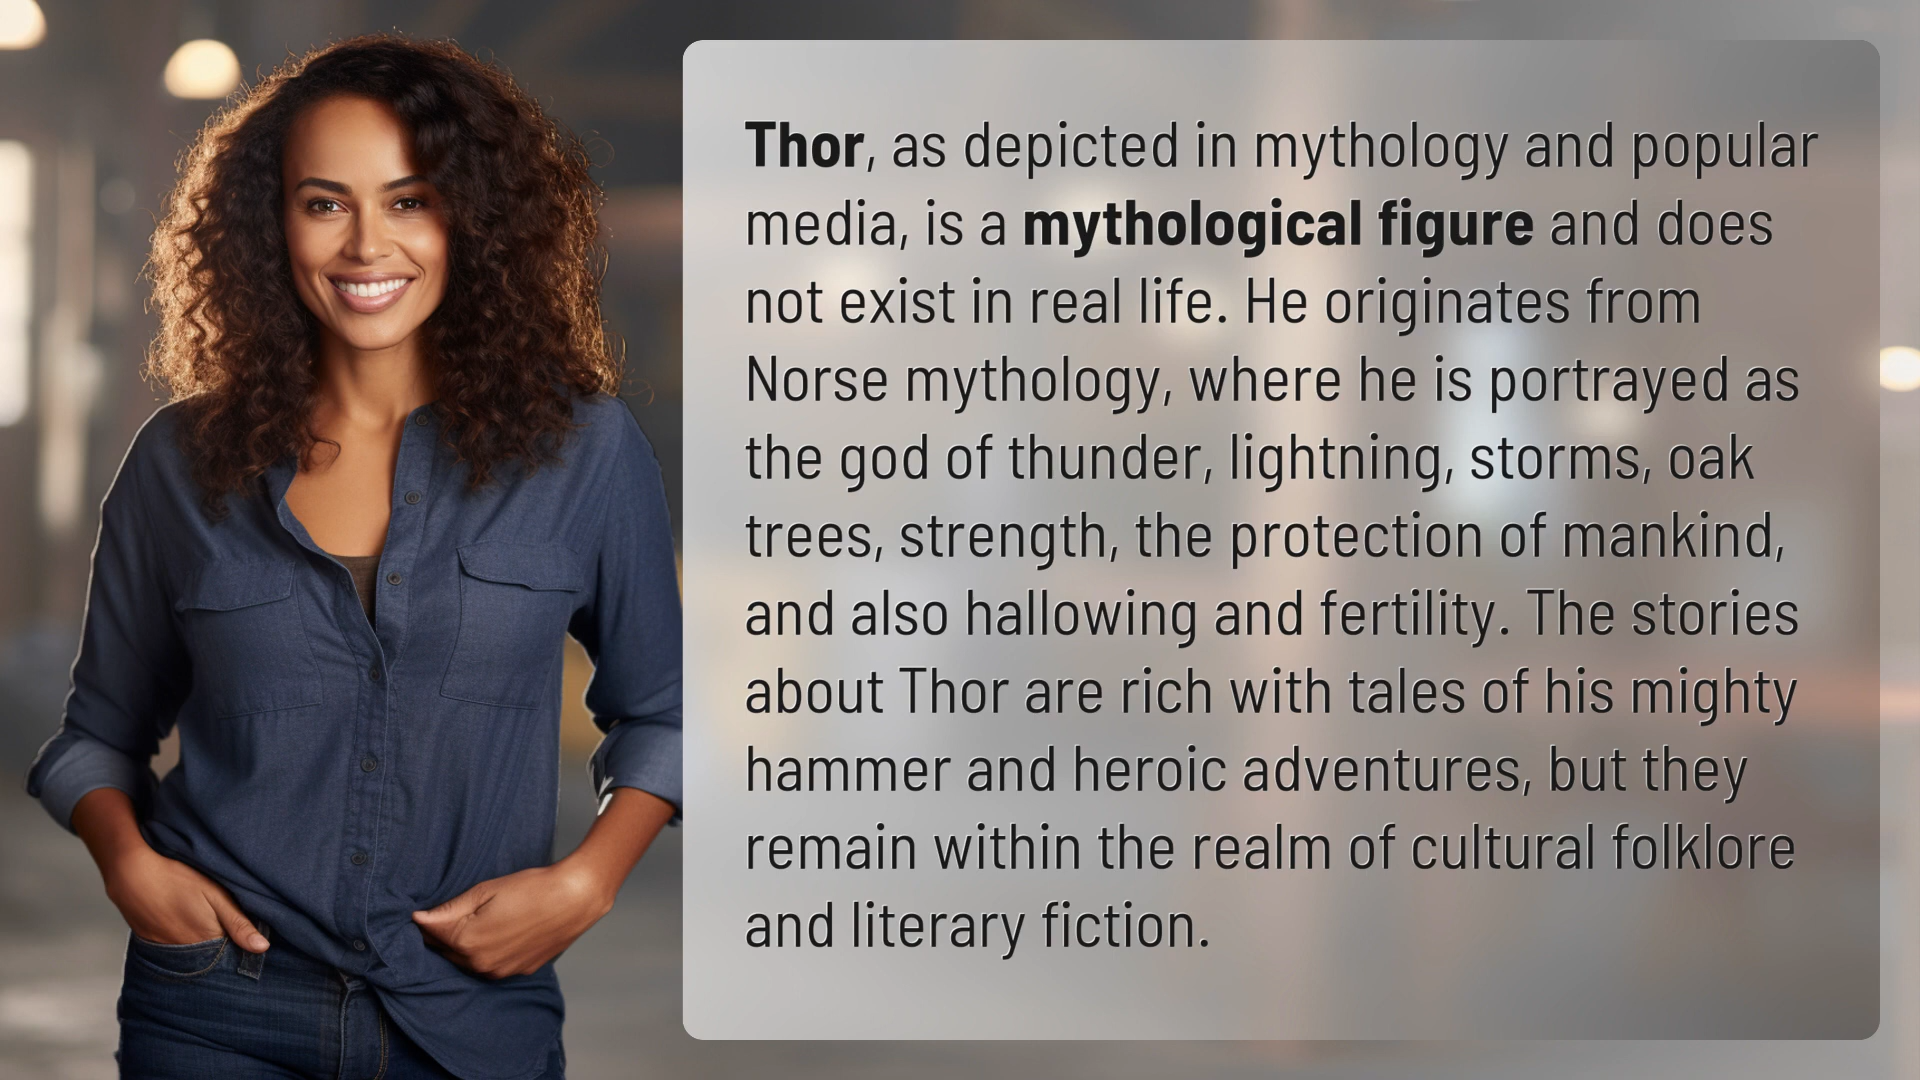 Thor, as depicted in mythology and popular
media, is a mythological figure and does
not exist in real life. He originates from
Norse mythology, where he is portrayed as
the god of thunder, lightning, storms, oak
trees, strength, the protection of mankind,
and also hallowing and fertility. The stories
about Thor are rich with tales of his mighty
hammer and heroic adventures, but they
remain within the realm of cultural folklore
and literary fiction.